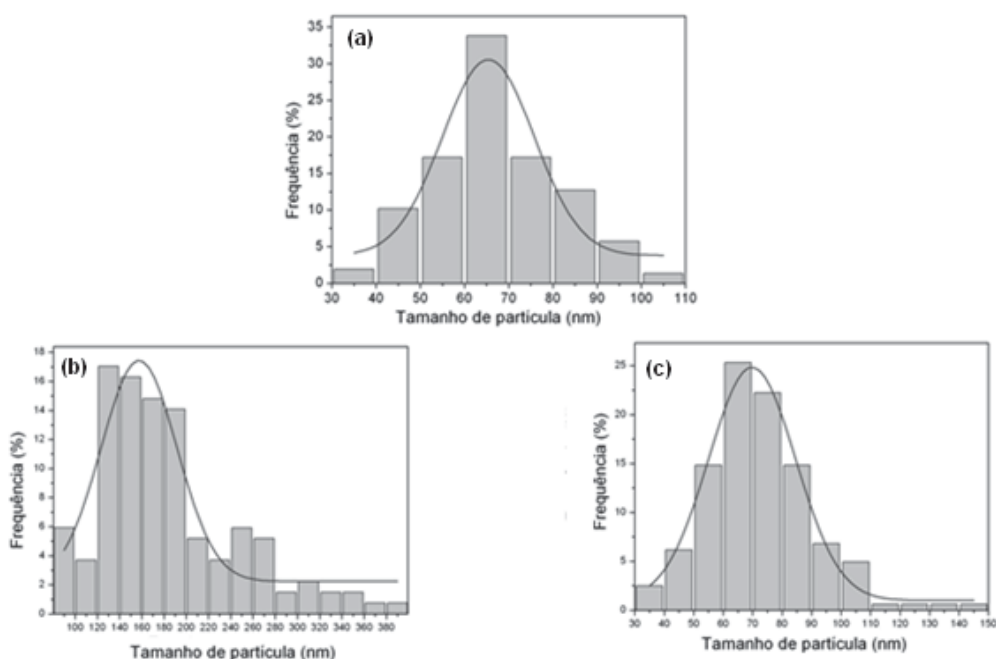 (a)
Frequência (%)
35
30
25
20
15
10
5
0
30 40 50 60 70 80 90 100 110
Tamanho de partícula (nm)
(b)
Frequência (%)
18
16
14
12
10
8
6
4
2
0
100 120 140 160 180 200 220 240 260 280 300 320 340 360 380
Tamanho de partícula (nm)
(c)
Frequência (%)
25
20
15
10
5
0
30 40 50 60 70 80 90 100 110 120 130 140 150
Tamanho de partícula (nm)